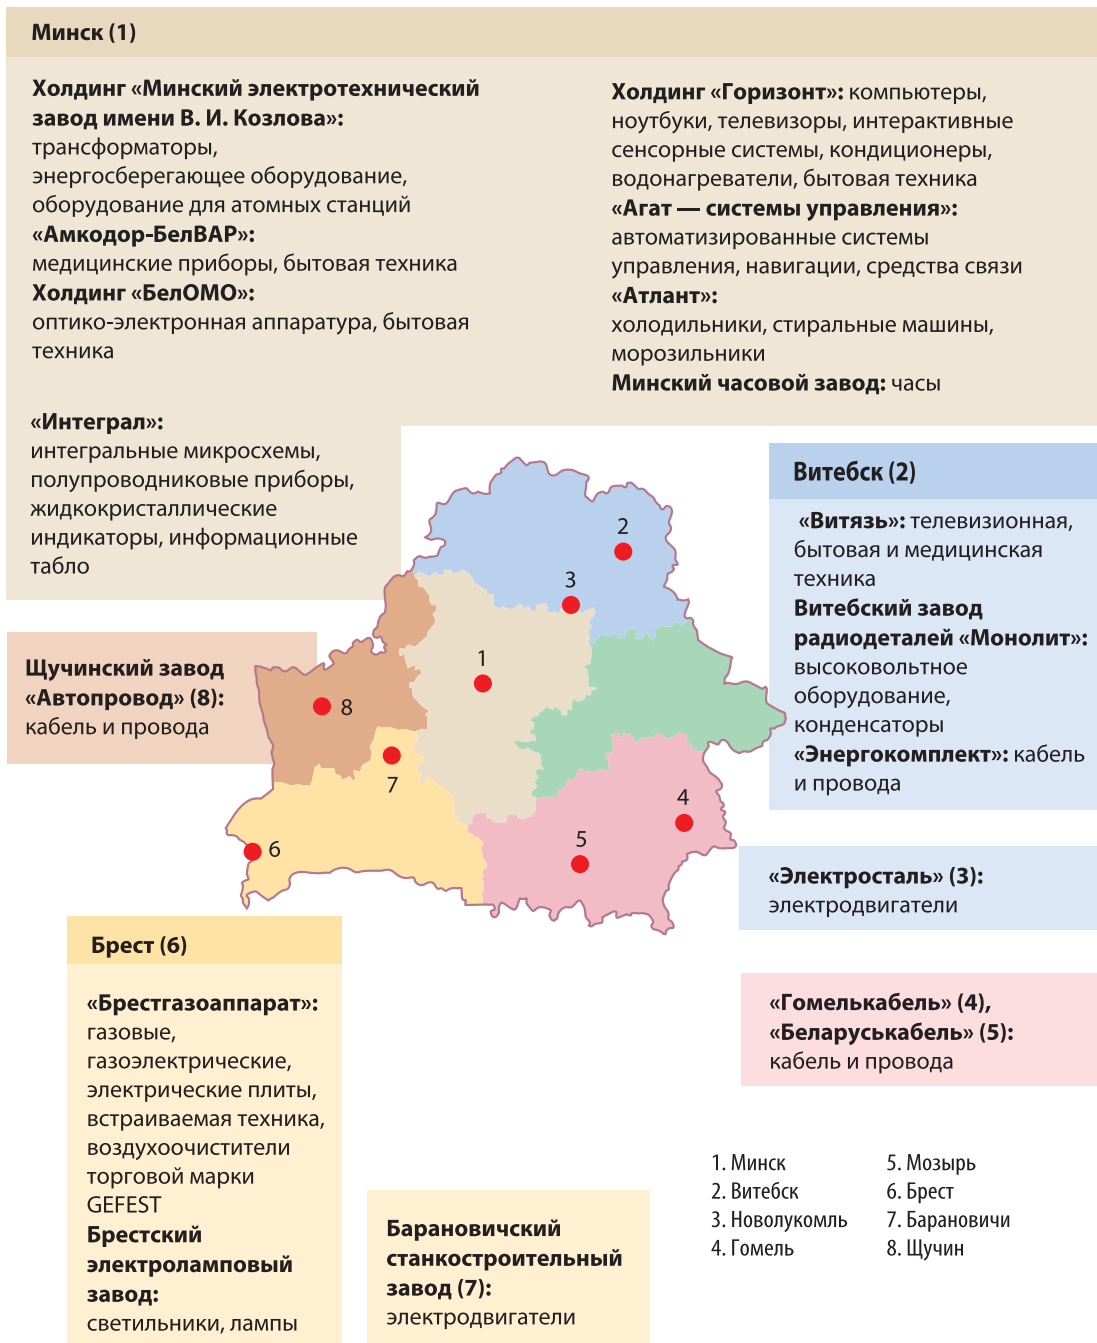 Минск (1)
Холдинг «Минский электротехнический
завод имени В. И. Козлова»:
трансформаторы,
энергосберегающее оборудование,
оборудование для атомных станций
«Амкодор-БелВАР»:
медицинские приборы, бытовая техника
Холдинг «БелОМО»:
оптико-электронная аппаратура, бытовая
техника
«Интеграл»:
интегральные микросхемы,
полупроводниковые приборы,
жидкокристаллические
индикаторы, информационные
табло
Холдинг «Горизонт»: компьютеры,
ноутбуки, телевизоры, интерактивные
сенсорные системы, кондиционеры,
водонагреватели, бытовая техника
«Агат — системы управления»:
автоматизированные системы
управления, навигации, средства связи
«Атлант»:
холодильники, стиральные машины,
морозильники
Минский часовой завод: часы
Витебск (2)
«Витязь»: телевизионная,
бытовая и медицинская
техника
Витебский завод
радиодеталей «Монолит»:
высоковольтное
оборудование,
конденсаторы
«Энергокомплект»: кабель
и провода
2
3
1
8
7
4
5
6
Щучинский завод
«Автопровод» (8):
кабель и провода
«Электросталь» (3):
электродвигатели
«Гомелькабель» (4),
«Беларуськабель» (5):
кабель и провода
Брест (6)
«Брестгазоаппарат»:
газовые,
газоэлектрические,
электрические плиты,
встраиваемая техника,
воздухоочистители
торговой марки
GEFEST
Брестский
электроламповый
завод:
светильники, лампы
Барановичский
станкостроительный
завод (7):
электродвигатели
1. Минск
2. Витебск
3. Новолукомль
4. Гомель
5. Мозырь
6. Брест
7. Барановичи
8. Щучин